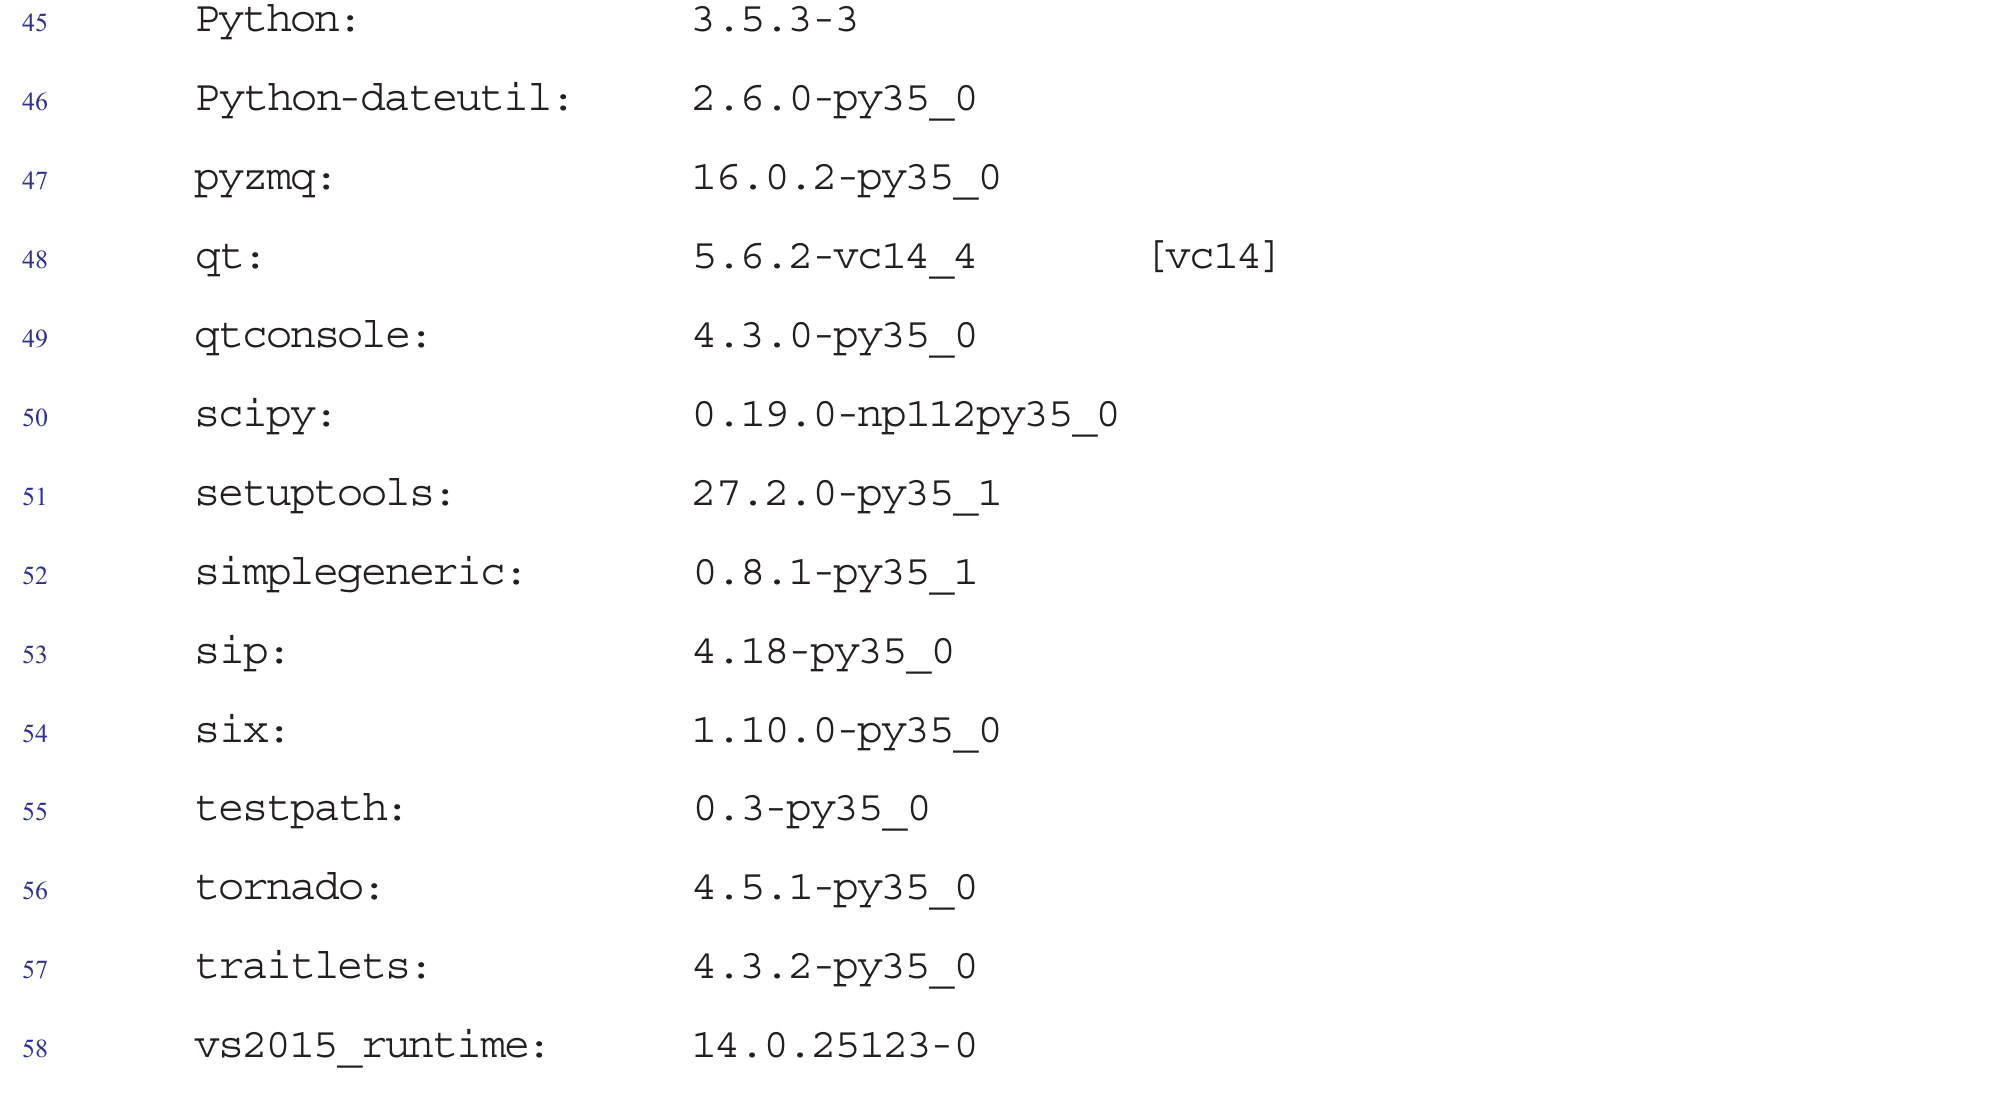 45 Python: 3.5.3-3
46 Python-dateutil: 2.6.0-py35_0
47 pyzmq: 16.0.2-py35_0
48 qt: 5.6.2-vc14_4 [vc14]
49 qtconsole: 4.3.0-py35_0
50 scipy: 0.19.0-np112py35_0
51 setuptools: 27.2.0-py35_1
52 simplegeneric: 0.8.1-py35_1
53 sip: 4.18-py35_0
54 six: 1.10.0-py35_0
55 testpath: 0.3-py35_0
56 tornado: 4.5.1-py35_0
57 traitlets: 4.3.2-py35_0
58 vs2015_runtime: 14.0.25123-0